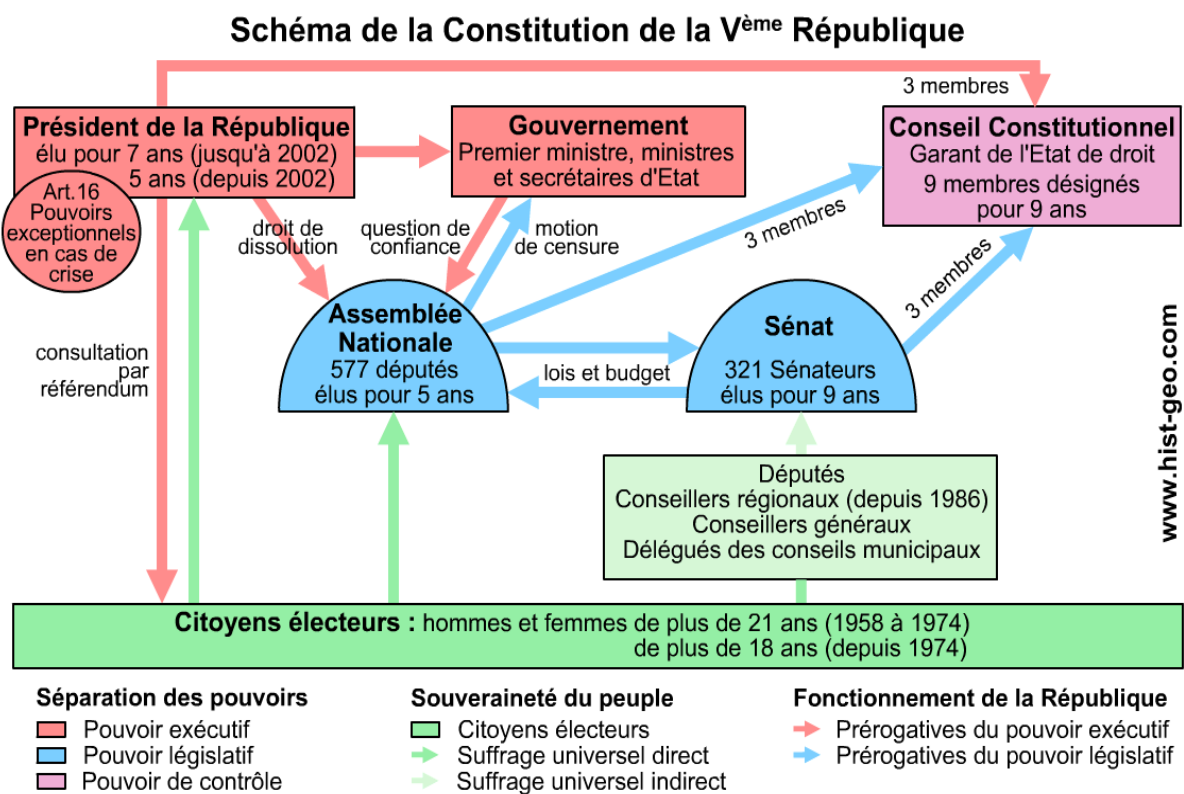 Schéma de la Constitution de la Vème République
3 membres
Président de la République
élu pour 7 ans (jusqu'à 2002)
5 ans (depuis 2002)
Art.16
Pouvoirs
exceptionnels
en cas de
crise
Gouvernement
Premier ministre, ministres
et secrétaires d'Etat
Conseil Constitutionnel
Garant de l'Etat de droit
9 membres désignés
pour 9 ans
droit de
dissolution
question de
confiance
motion
de censure
3 membres
3 membres
Assemblée
Nationale
577 députés
élus pour 5 ans
lois et budget
Sénat
321 Sénateurs
élus pour 9 ans
consultation
par
référendum
Députés
Conseillers régionaux (depuis 1986)
Conseillers généraux
Délégués des conseils municipaux
www.hist-geo.com
Citoyens électeurs : hommes et femmes de plus de 21 ans (1958 à 1974)
de plus de 18 ans (depuis 1974)
Séparation des pouvoirs
Pouvoir exécutif
Pouvoir législatif
Pouvoir de contrôle
Souveraineté du peuple
Citoyens électeurs
Suffrage universel direct
Suffrage universel indirect
Fonctionnement de la République
Prérogatives du pouvoir exécutif
Prérogatives du pouvoir législatif